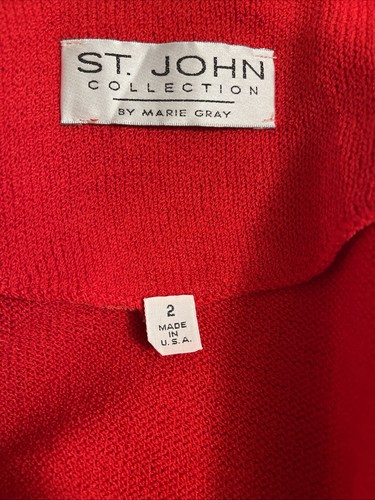 ST. JOHN
COLLECTION
BY MARIE GRAY
2
MADE
IN
U.S.A.